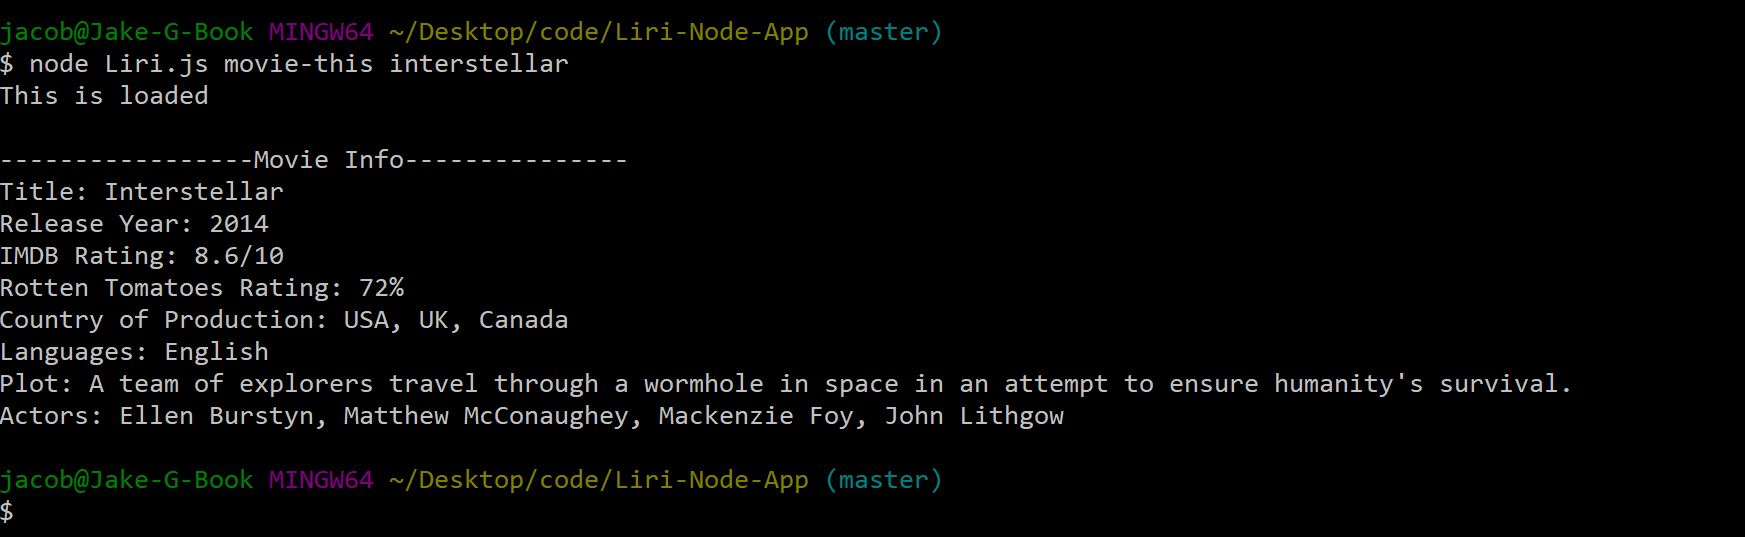 jacob@Jake-G-Book MINGW64 ~/Desktop/code/Liri-Node-App (master)
$ node Liri.js movie-this interstellar
This is loaded
-----------------Movie Info---------------
Title: Interstellar
Release Year: 2014
IMDB Rating: 8.6/10
Rotten Tomatoes Rating: 72%
Country of Production: USA, UK, Canada
Languages: English
Plot: A team of explorers travel through a wormhole in space in an attempt to ensure humanity's survival.
Actors: Ellen Burstyn, Matthew McConaughey, Mackenzie Foy, John Lithgow
jacob@Jake-G-Book MINGW64 ~/Desktop/code/Liri-Node-App (master)
$